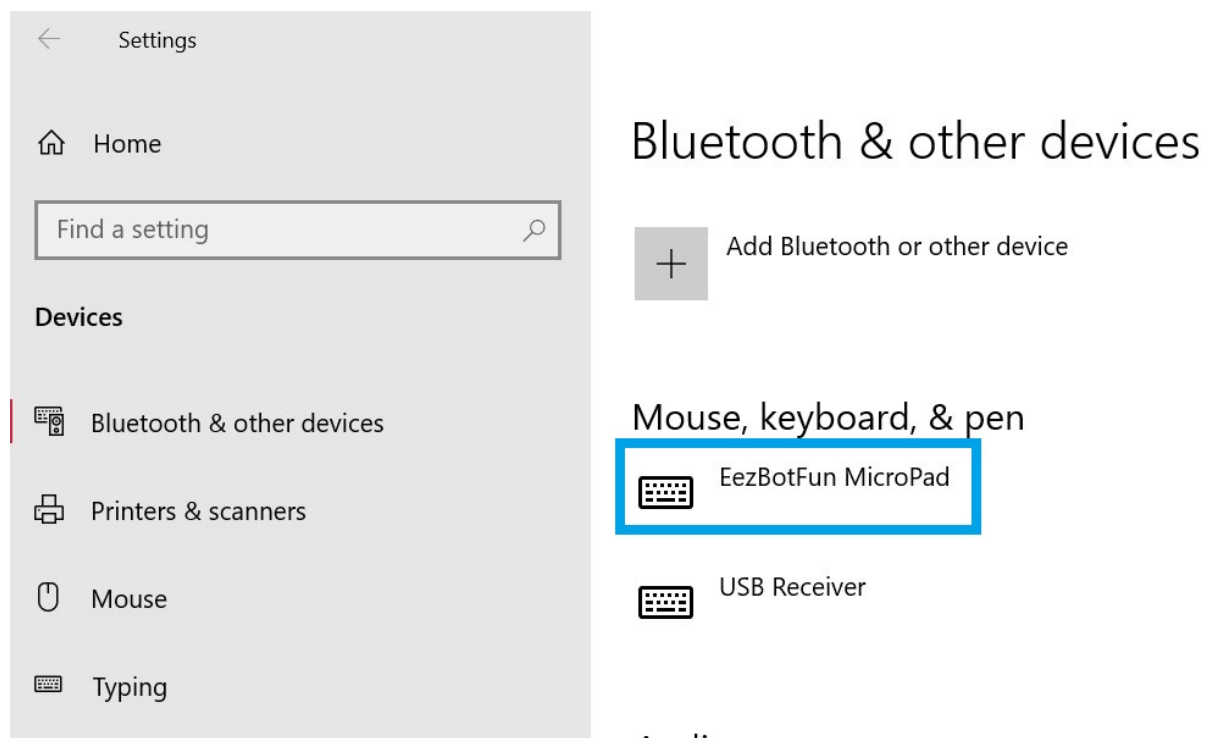 Settings
Home
Find a setting
Devices
Bluetooth & other devices
Printers & scanners
Mouse
Typing
Bluetooth & other devices
Add Bluetooth or other device
Mouse, keyboard, & pen
EezBotFun MicroPad
USB Receiver